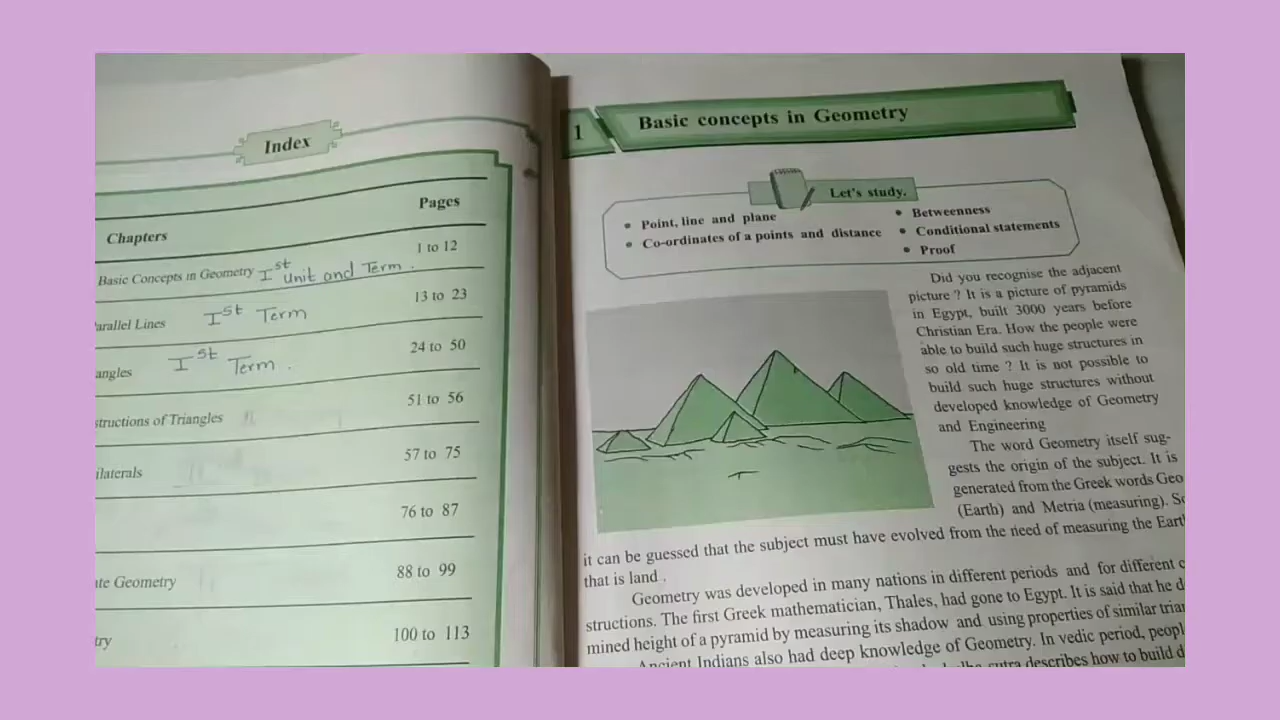 Index
Chapters Pages
Basic Concepts in Geometry Ist Unit and Term. 1 to 12
arallel Lines Ist Term 13 to 23
angles Ist Term. 24 to 50
structions of Triangles 51 to 56
ilaterals 57 to 75
76 to 87
te Geometry 88 to 99
try 100 to 113
1 Basic concepts in Geometry
Let's study.
• Point, line and plane
• Co-ordinates of a points and distance
• Betweenness
• Conditional statements
• Proof
Did you recognise the adjacent
picture ? It is a picture of pyramids
in Egypt, built 3000 years before
Christian Era. How the people were
able to build such huge structures in
so old time ? It is not possible to
build such huge structures without
developed knowledge of Geometry
and Engineering
The word Geometry itself sug-
gests the origin of the subject. It is
generated from the Greek words Geo
(Earth) and Metria (measuring). So
it can be guessed that the subject must have evolved from the need of measuring the Eart
that is land .
Geometry was developed in many nations in different periods and for different c
structions. The first Greek mathematician, Thales, had gone to Egypt. It is said that he d
mined height of a pyramid by measuring its shadow and using properties of similar trian
Ancient Indians also had deep knowledge of Geometry. In vedic period, peopl
sutra describes how to build d